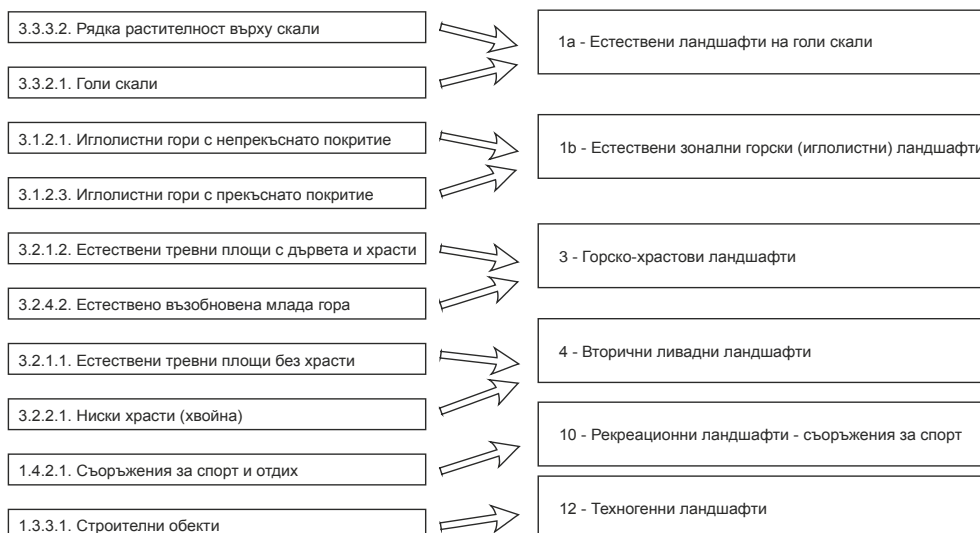 3.3.3.2. Рядка растителност върху скали
3.3.2.1. Голи скали
1a - Естествени ландшафти на голи скали
3.1.2.1. Иглолистни гори с непрекъснато покритие
3.1.2.3. Иглолистни гори с прекъснато покритие
1b - Естествени зонални горски (иглолистни) ландшафти
3.2.1.2. Естествени тревни площи с дървета и храсти
3.2.4.2. Естествено възобновена млада гора
3 - Горско-храстови ландшафти
3.2.1.1. Естествени тревни площи без храсти
3.2.2.1. Ниски храсти (хвойна)
4 - Вторични ливадни ландшафти
1.4.2.1. Съоръжения за спорт и отдих
10 - Рекреационни ландшафти - съоръжения за спорт
1.3.3.1. Строителни обекти
12 - Техногенни ландшафти